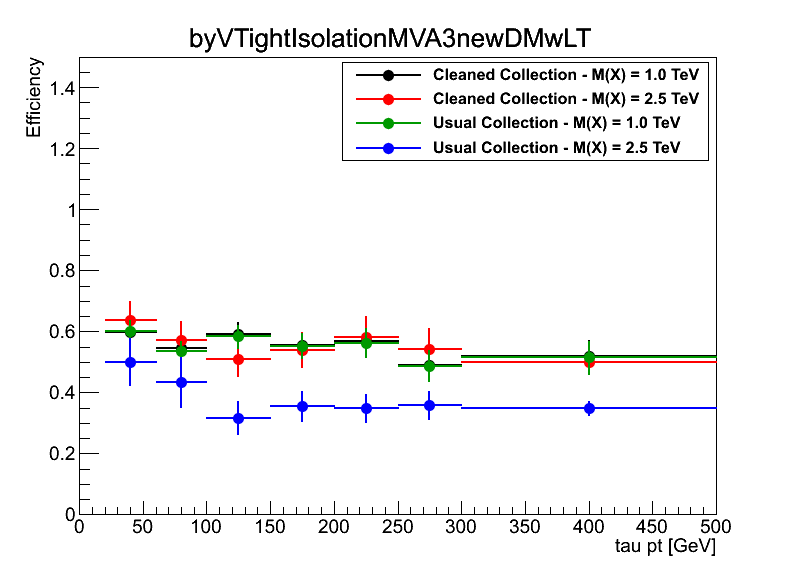 byVTightIsolationMVA3newDMwLT
Efficiency
Cleaned Collection - M(X) = 1.0 TeV
Cleaned Collection - M(X) = 2.5 TeV
Usual Collection - M(X) = 1.0 TeV
Usual Collection - M(X) = 2.5 TeV
1.4
1.2
1
0.8
0.6
0.4
0.2
0
0 50 100 150 200 250 300 350 400 450 500
tau pt [GeV]